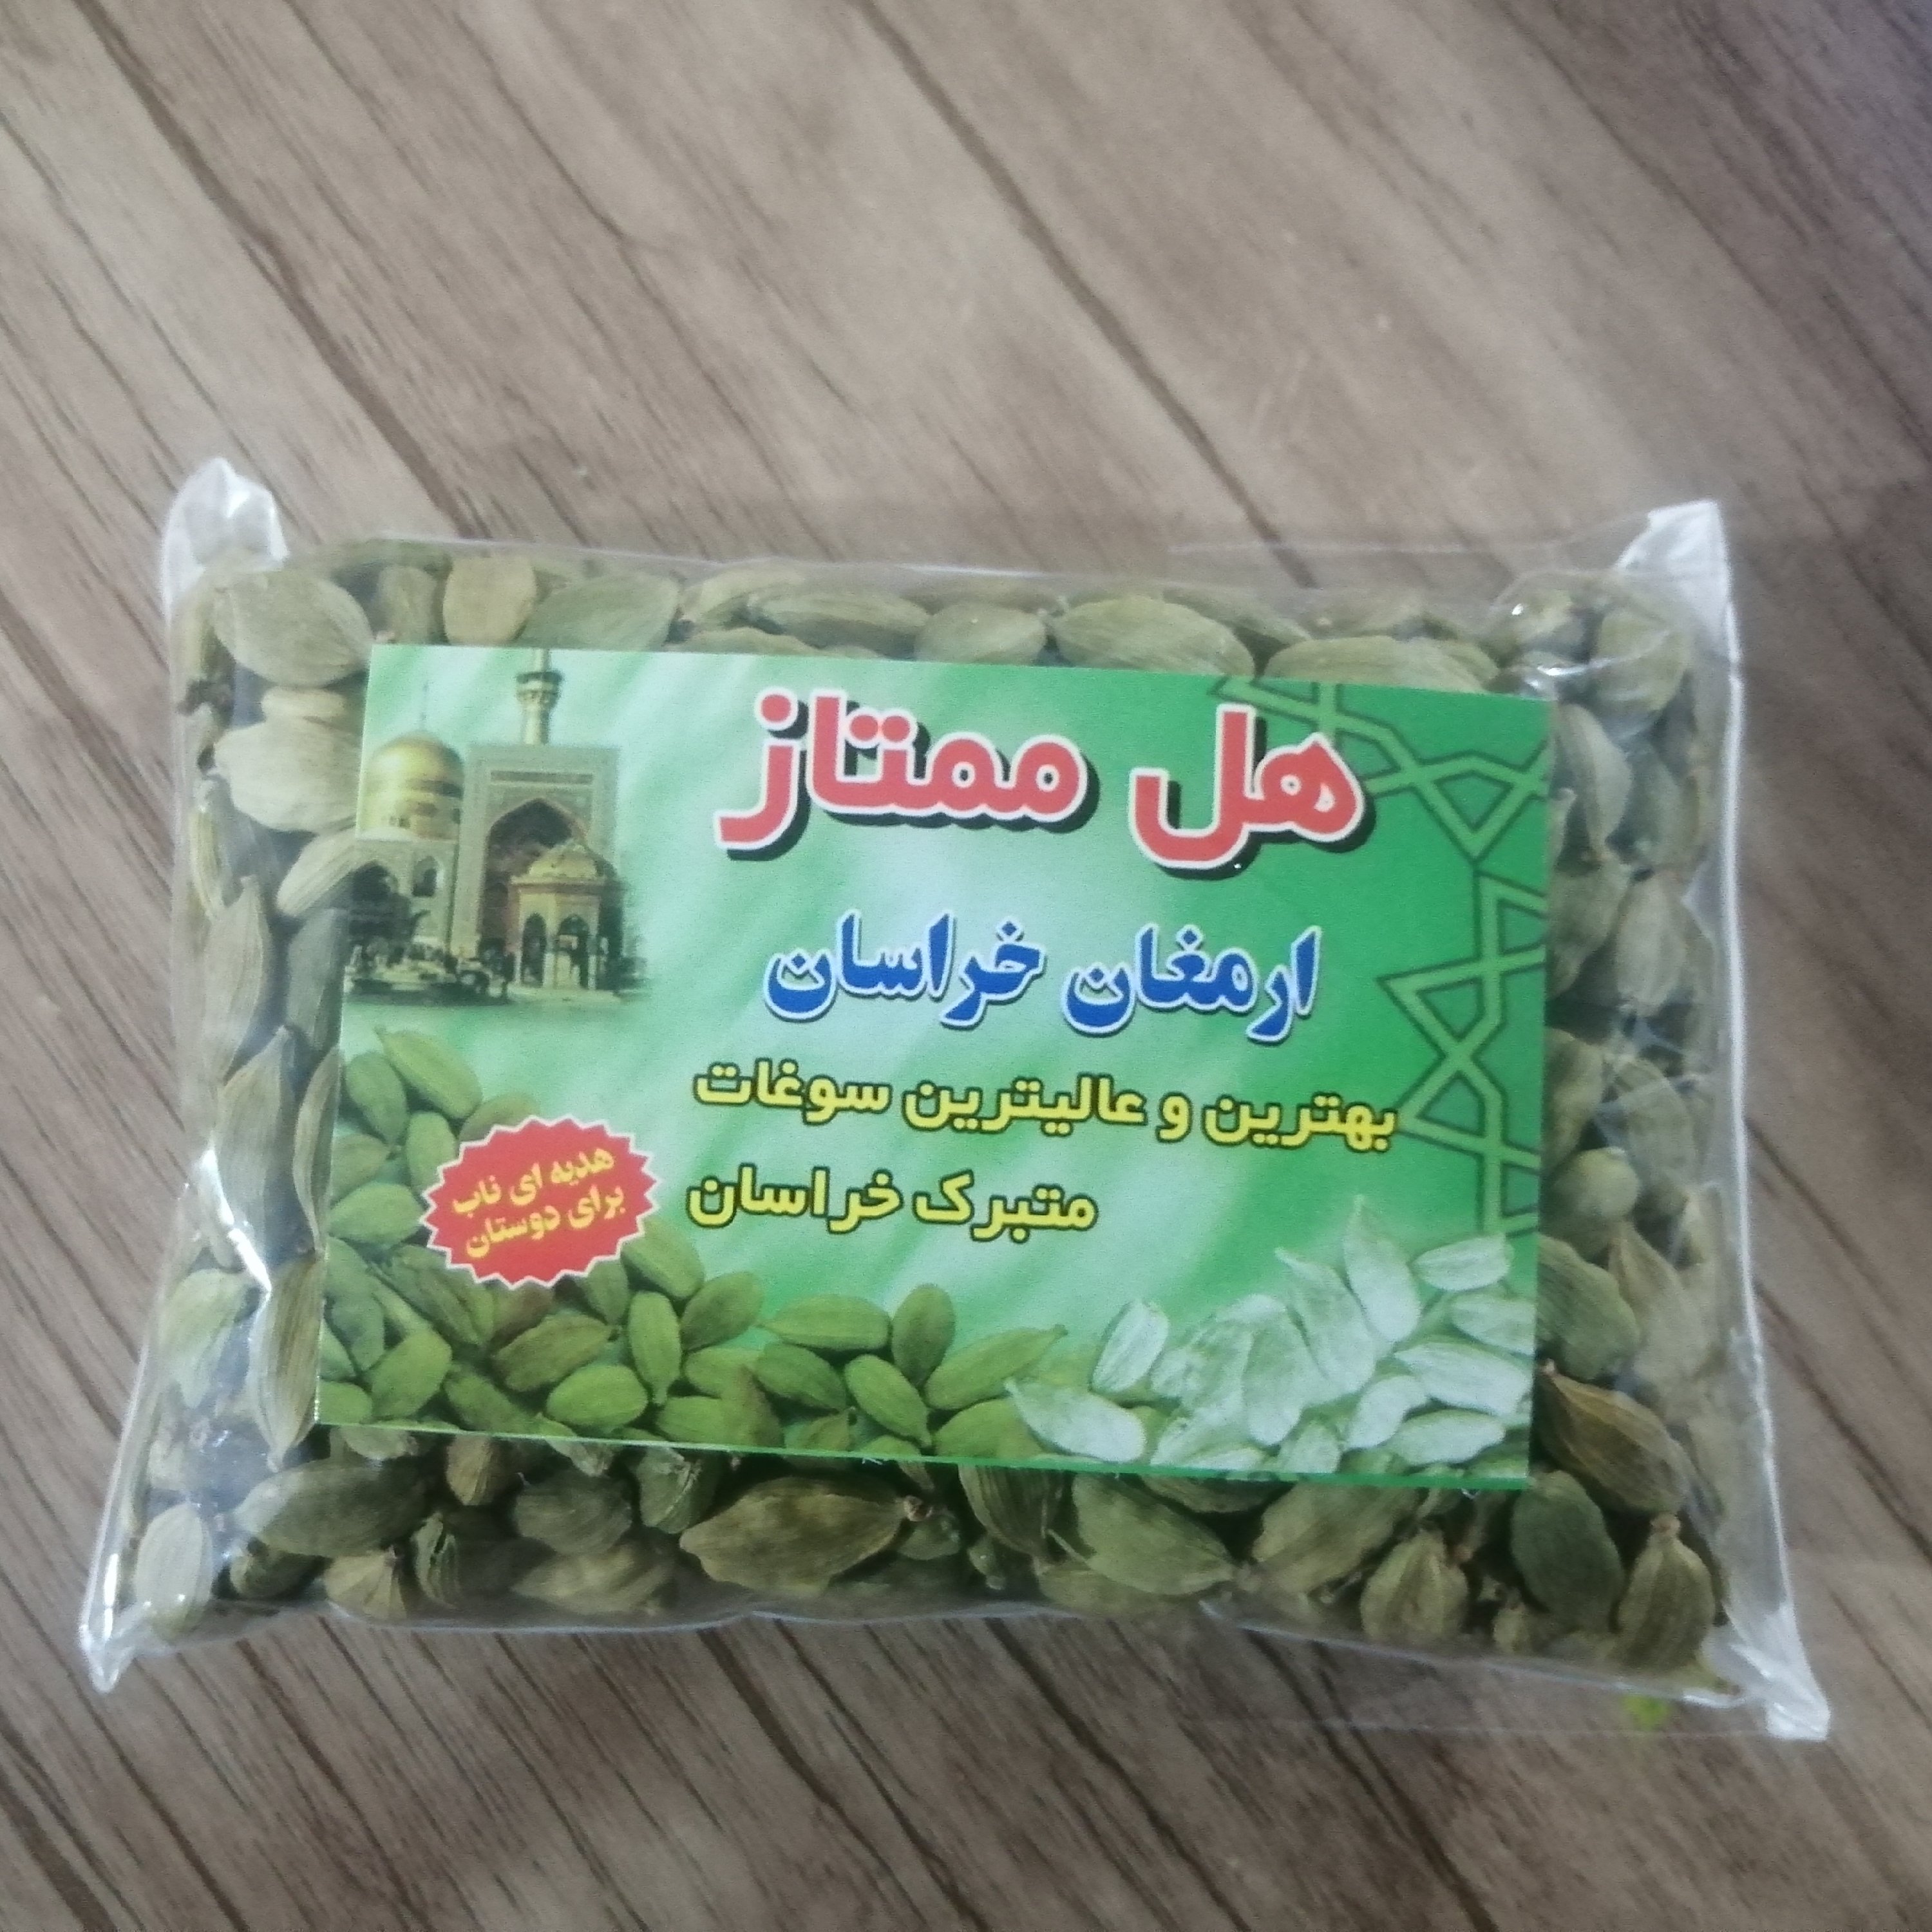 هل ممتاز
ارمغان خراسان
بهترین و عالیترین سوغات
متبرک خراسان
هدیه ای ناب
برای دوستان